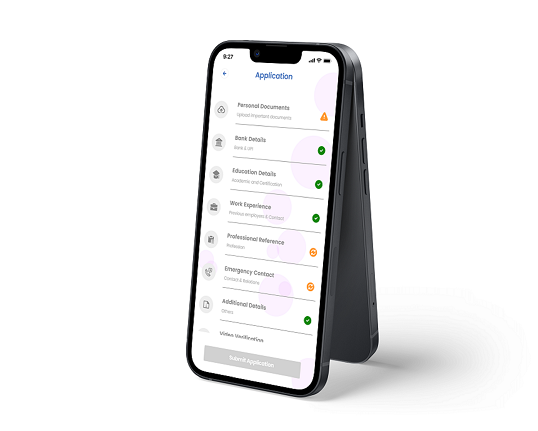 9:27
Application
Personal Documents
Upload Important Documents
Bank Details
Bank & UPI
Education Details
Academic and Certification
Work Experience
Previous employers & Contact
Professional Reference
Profession
Emergency Contact
Contact & Relations
Additional Details
Others
Video Verification
Submit Application